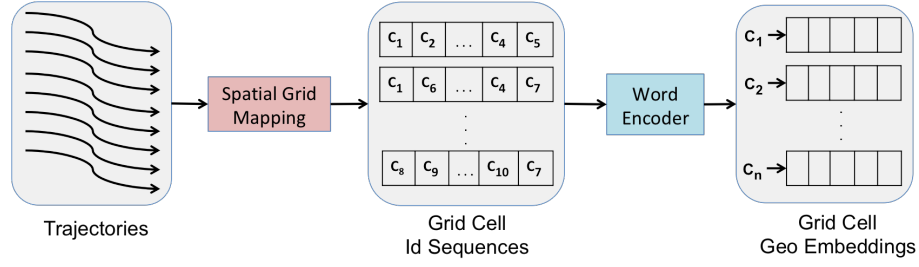 C1 C2 ... C4 C5
C1 C6 ... C4 C7
.
.
.
C8 C9 ... C10 C7
Spatial Grid
Mapping
Word
Encoder
C1
C2
.
.
.
Cn
Trajectories
Grid Cell
Id Sequences
Grid Cell
Geo Embeddings